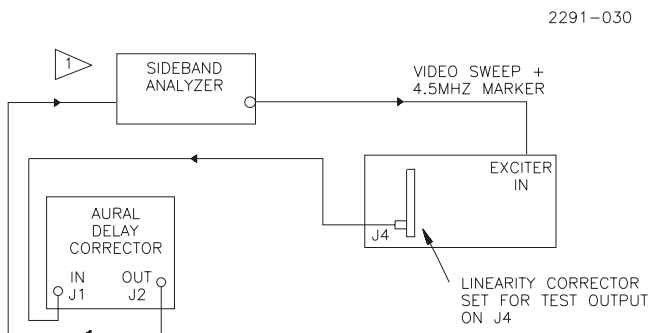 2291-030
1
SIDEBAND
ANALYZER
VIDEO SWEEP +
4.5MHZ MARKER
EXCITER
IN
J4
AURAL
DELAY
CORRECTOR
IN
J1
OUT
J2
LINEARITY CORRECTOR
SET FOR TEST OUTPUT
ON J4